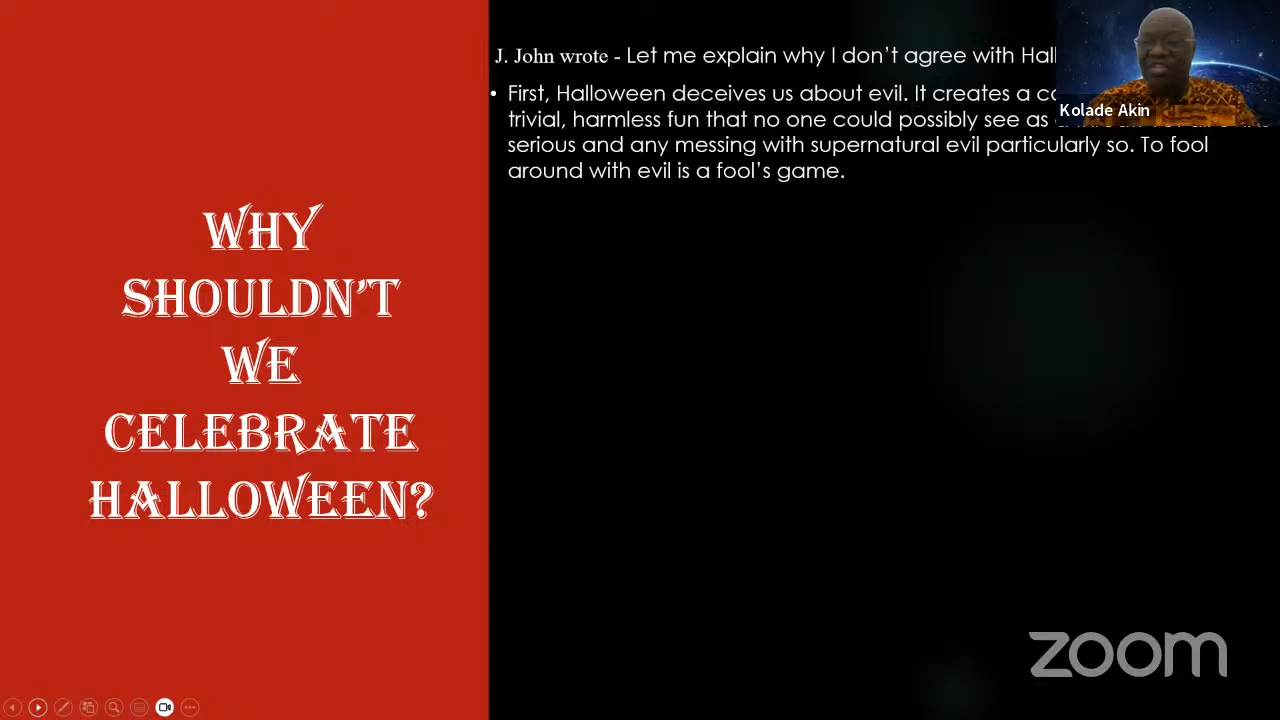 WHY
SHOULDN'T
WE
CELEBRATE
HALLOWEEN?
J. John wrote - Let me explain why I don't agree with
• First, Halloween deceives us about evil. It creates a
trivial, harmless fun that no one could possibly see as
serious and any messing with supernatural evil particularly so. To fool
around with evil is a fool's game.
Kolade Akin
zoom